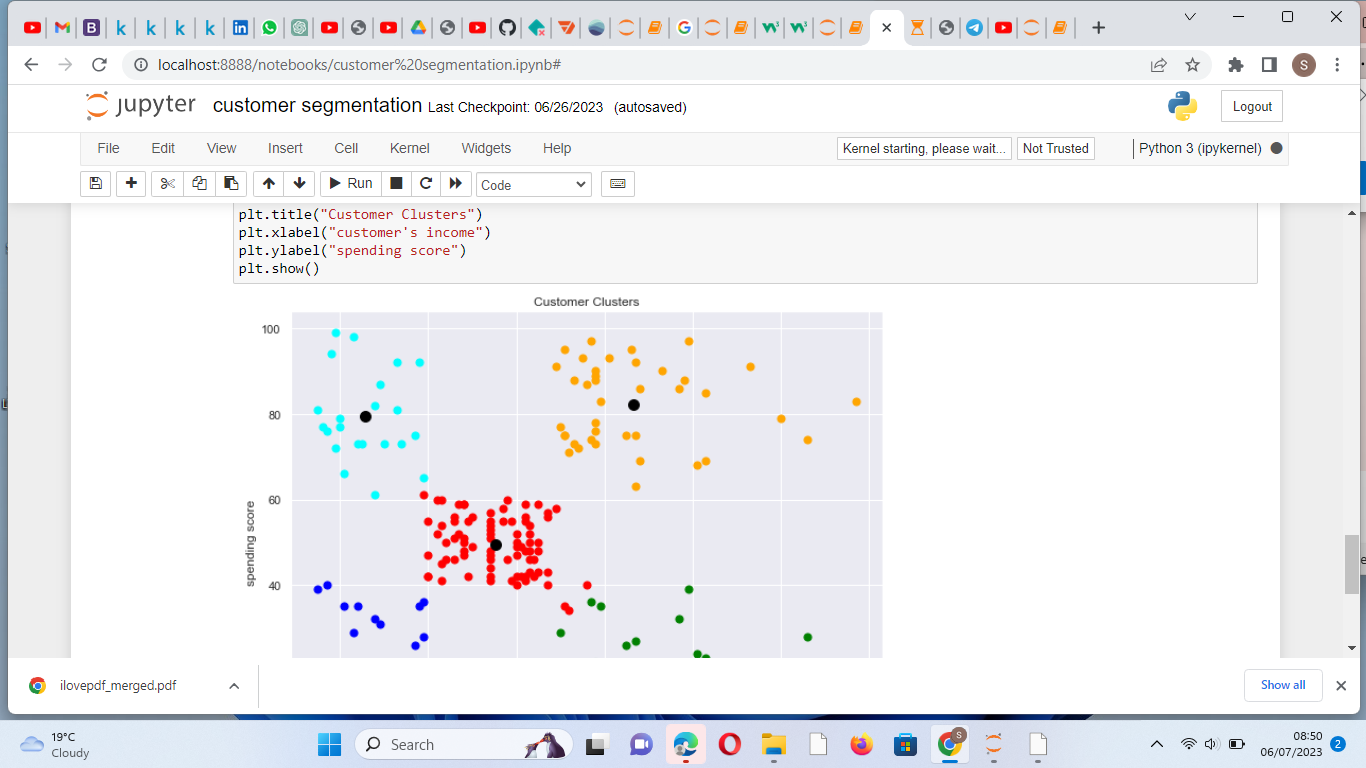 localhost:8888/notebooks/customer%20segmentation.ipynb#
S
jupyter customer segmentation Last Checkpoint: 06/26/2023 (autosaved)
Logout
File Edit View Insert Cell Kernel Widgets Help
Kernel starting, please wait... Not Trusted Python 3 (ipykernel)
Run Code
plt.title("Customer Clusters")
plt.xlabel("customer's income")
plt.ylabel("spending score")
plt.show()
Customer Clusters
100
80
60
spending score
40
ilovepdf_merged.pdf
Show all
19°C
Cloudy
Search
S
08:50
06/07/2023
2